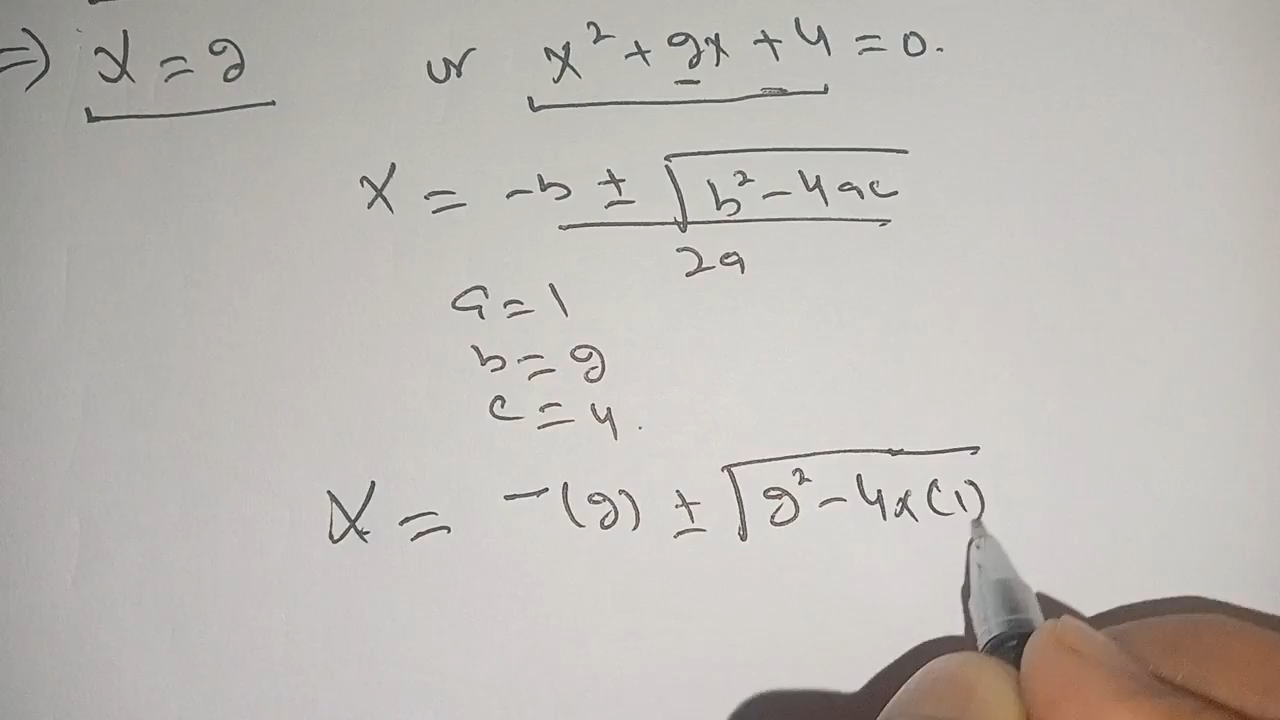 ⇒) x = 2 or x² + 2x + 4 = 0.
x = -b ± √b² - 4ac
2a
a = 1
b = 2
c = 4.
x = -(2) ± √2² - 4x(1)